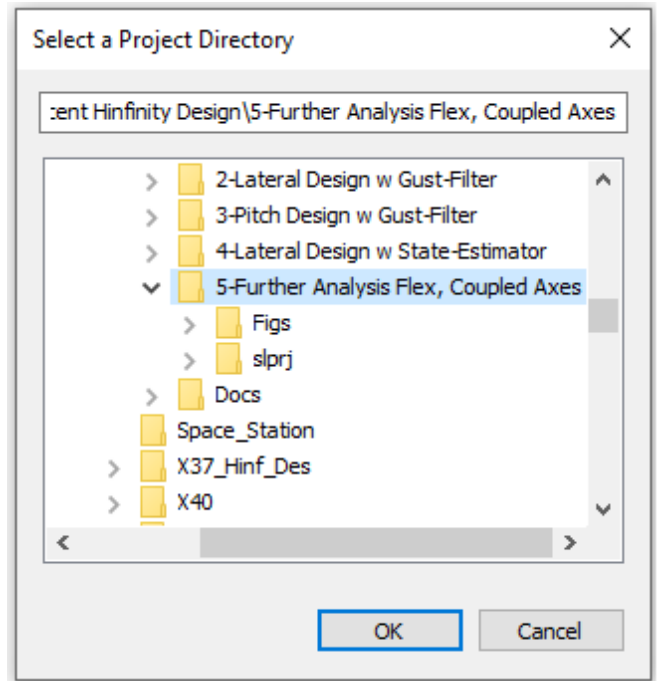 Select a Project Directory
cent Hinfinity Design\5-Further Analysis Flex, Coupled Axes
2-Lateral Design w Gust-Filter
3-Pitch Design w Gust-Filter
4-Lateral Design w State-Estimator
5-Further Analysis Flex, Coupled Axes
Figs
slprj
Docs
Space_Station
X37_Hinf_Des
X40
OK
Cancel